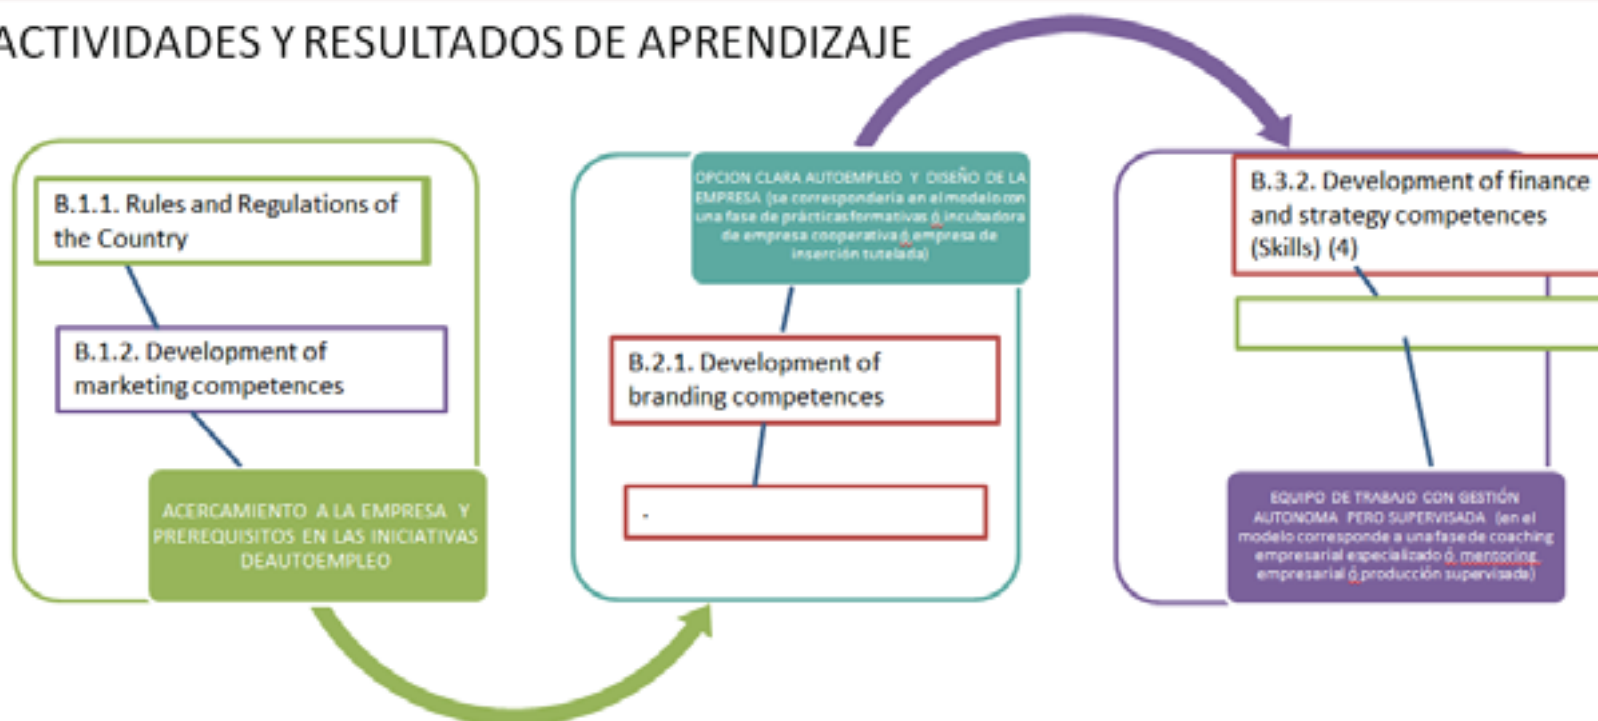 ACTIVIDADES Y RESULTADOS DE APRENDIZAJE
B.1.1. Rules and Regulations of
the Country
B.1.2. Development of
marketing competences
ACERCAMIENTO A LA EMPRESA Y
PREREQUISITOS EN LAS INICIATIVAS
DEAUTOEMPLEO
OPCION CLARA AUTOEMPLEO Y DISEÑO DE LA
EMPRESA (se correspondería en el modelo con
una fase de prácticas formativas ó incubadora
de empresa cooperativa ó empresa de
inserción tutelada)
B.2.1. Development of
branding competences
.
B.3.2. Development of finance
and strategy competences
(Skills) (4)
EQUIPO DE TRABAJO CON GESTIÓN
AUTONOMA PERO SUPERVISADA (en el
modelo corresponde a una fase de coaching
empresarial especializado ó mentoring
empresarial ó producción supervisada)